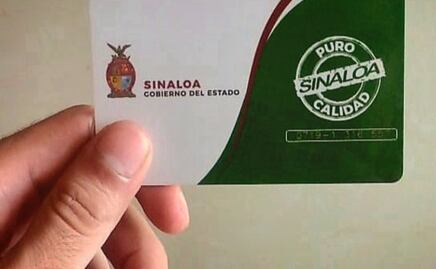 SINALOA
GOBIERNO DEL ESTADO
PURO
SINALOA
CALIDAD